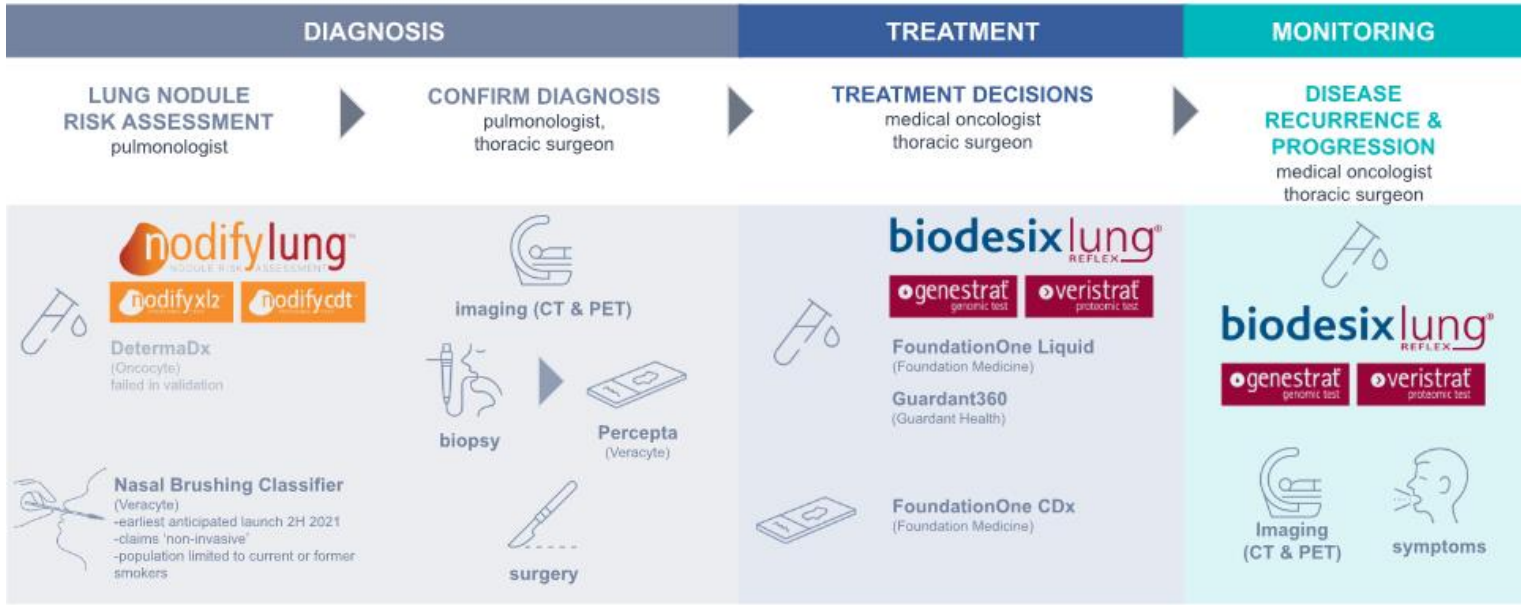 DIAGNOSIS
TREATMENT
MONITORING
LUNG NODULE
RISK ASSESSMENT
pulmonologist
CONFIRM DIAGNOSIS
pulmonologist,
thoracic surgeon
TREATMENT DECISIONS
medical oncologist
thoracic surgeon
DISEASE
RECURRENCE &
PROGRESSION
medical oncologist
thoracic surgeon
nodifylung™
NODULE RISK ASSESSMENT
nodifyxl2
nodifycdt
DetermaDx
(Oncocyte)
failed in validation
Nasal Brushing Classifier
(Veracyte)
-earliest anticipated launch 2H 2021
-claims ‘non-invasive’
-population limited to current or former
smokers
imaging (CT & PET)
biopsy
Percepta
(Veracyte)
surgery
biodesixlung®
REFLEX
genestrat®
genomic test
veristrat®
proteomic test
FoundationOne Liquid
(Foundation Medicine)
Guardant360
(Guardant Health)
FoundationOne CDx
(Foundation Medicine)
biodesixlung®
REFLEX
genestrat®
genomic test
veristrat®
proteomic test
Imaging
(CT & PET)
symptoms